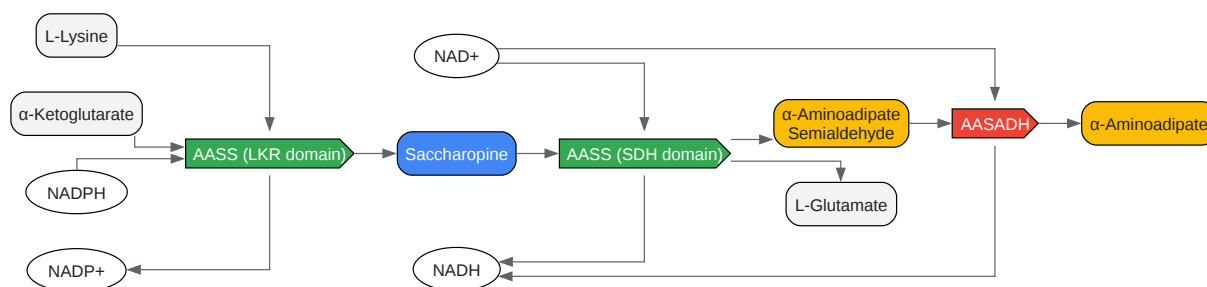 L-Lysine
NAD+
α-Ketoglutarate
α-Aminoadipate
Semialdehyde
AASADH
α-Aminoadipate
AASS (LKR domain)
Saccharopine
AASS (SDH domain)
NADPH
L-Glutamate
NADP+
NADH